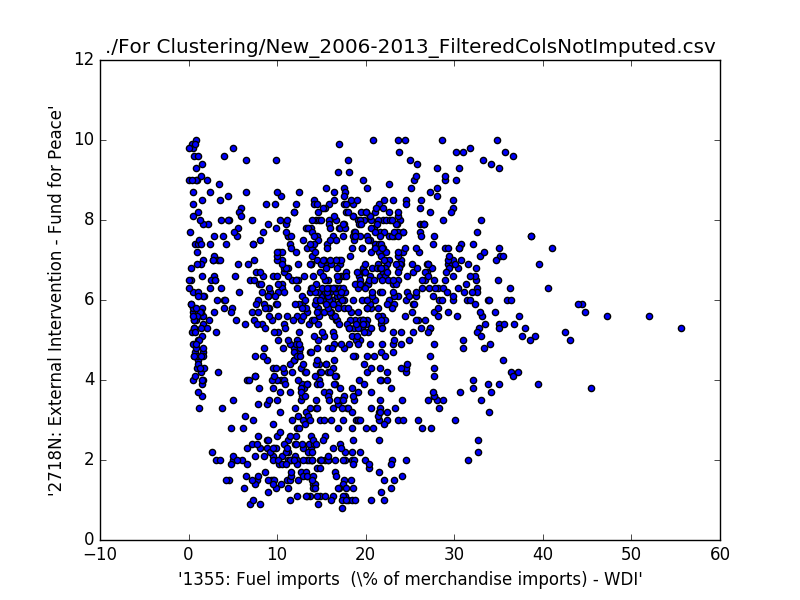 ./For Clustering/New_2006-2013_FilteredColsNotImputed.csv
12
10
8
6
4
2
0
'2718N: External Intervention - Fund for Peace'
−10 0 10 20 30 40 50 60
'1355: Fuel imports  (\% of merchandise imports) - WDI'